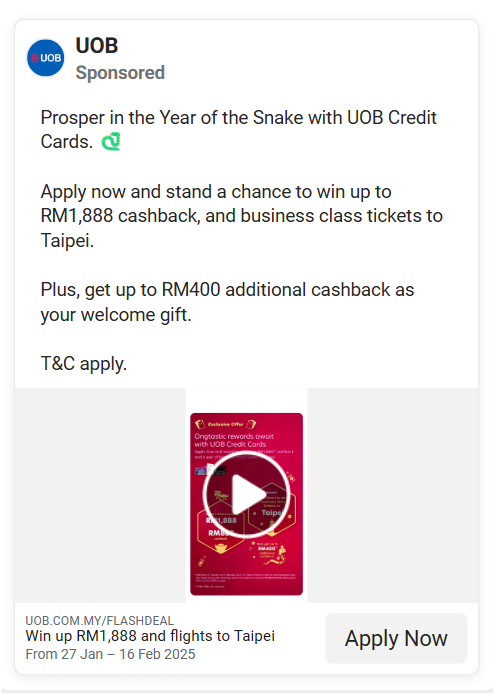 UOB
UOB
Sponsored
Prosper in the Year of the Snake with UOB Credit
Cards.
Apply now and stand a chance to win up to
RM1,888 cashback, and business class tickets to
Taipei.
Plus, get up to RM400 additional cashback as
your welcome gift.
T&C apply.
Exclusive Offer
Ongtastic rewards await
with UOB Credit Cards
RM1,888
Taipei
RM400
UOB.COM.MY/FLASHDEAL
Win up RM1,888 and flights to Taipei
From 27 Jan – 16 Feb 2025
Apply Now